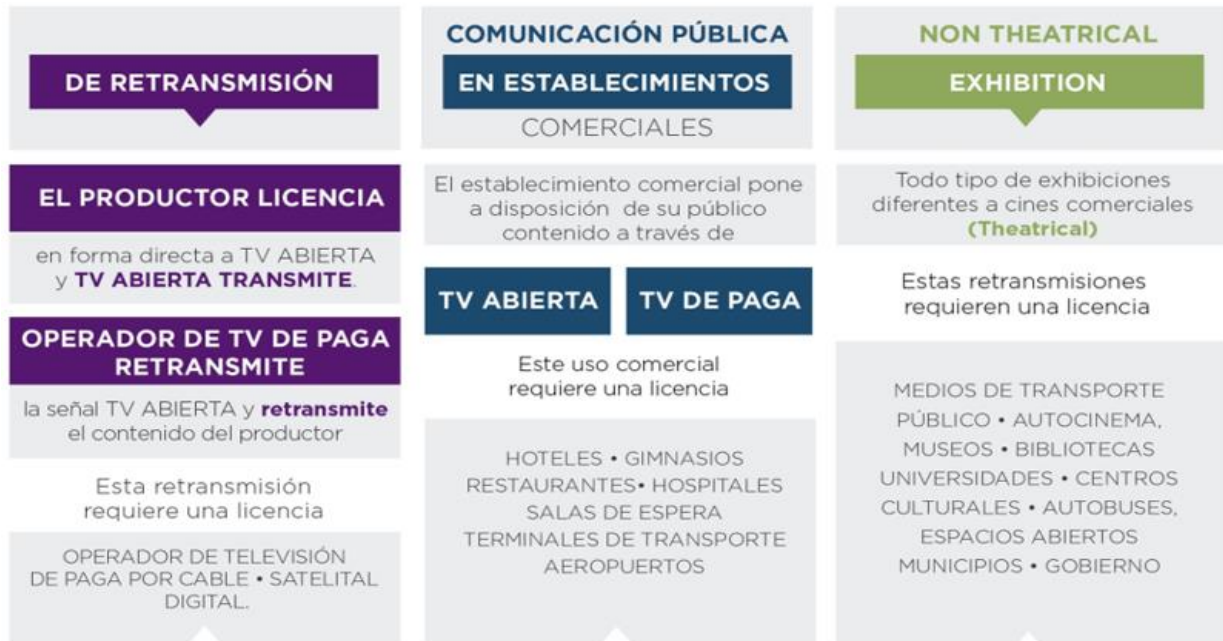 DE RETRANSMISIÓN
EL PRODUCTOR LICENCIA
en forma directa a TV ABIERTA
y TV ABIERTA TRANSMITE.
OPERADOR DE TV DE PAGA
RETRANSMITE
la señal TV ABIERTA y retransmite
el contenido del productor
Esta retransmisión
requiere una licencia
OPERADOR DE TELEVISIÓN
DE PAGA POR CABLE • SATELITAL
DIGITAL.
COMUNICACIÓN PÚBLICA
EN ESTABLECIMIENTOS
COMERCIALES
El establecimiento comercial pone
a disposición de su público
contenido a través de
TV ABIERTA
TV DE PAGA
Este uso comercial
requiere una licencia
HOTELES • GIMNASIOS
RESTAURANTES• HOSPITALES
SALAS DE ESPERA
TERMINALES DE TRANSPORTE
AEROPUERTOS
NON THEATRICAL
EXHIBITION
Todo tipo de exhibiciones
diferentes a cines comerciales
(Theatrical)
Estas retransmisiones
requieren una licencia
MEDIOS DE TRANSPORTE
PÚBLICO • AUTOCINEMA,
MUSEOS • BIBLIOTECAS
UNIVERSIDADES • CENTROS
CULTURALES • AUTOBUSES,
ESPACIOS ABIERTOS
MUNICIPIOS • GOBIERNO